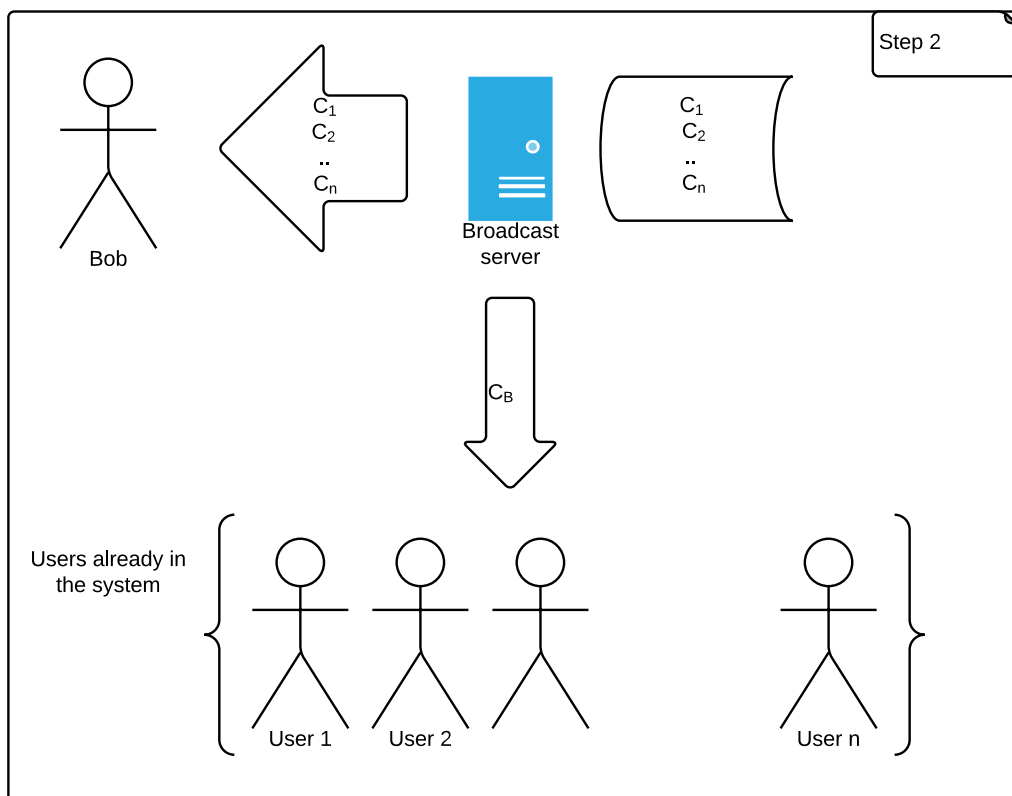 Step 2
C₁
C₂
..
Cₙ
C₁
C₂
..
Cₙ
Bob
Broadcast
server
C_B
Users already in
the system
User 1
User 2
User n